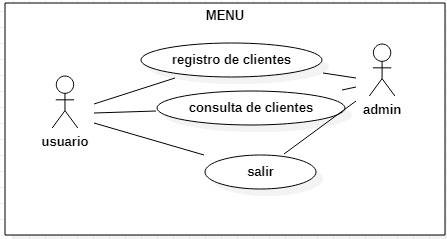 MENU
registro de clientes
consulta de clientes
admin
usuario
salir